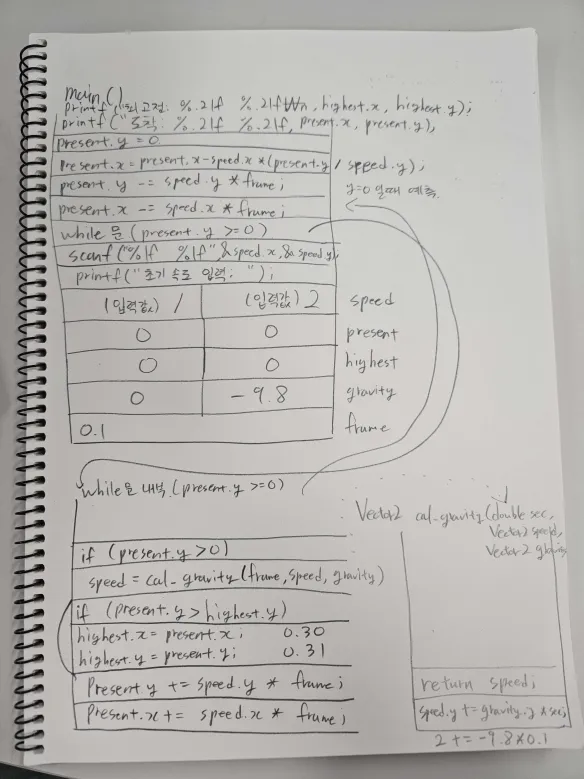 main()
printf("최고점: %.2lf %.2lf₩n, highest.x, highest.y);
printf("도착: %.2lf %.2lf, present.x, present.y);
present.y = 0
present.x = present.x-speed.x*(present.y / speed.y);
present.y -= speed.y * frame;
y=0 일때 예측
present.x -= speed.x * frame;
while 문 (present.y >= 0)
scanf("%lf %lf",&speed.x,&speed.y);
printf("초기 속도 입력: ");
(입력값) 1 (입력값) 2 speed
0 0 present
0 0 highest
0 -9.8 gravity
0.1 frame
while문 내부 (present.y >=0)
if (present.y >0)
speed = cal_gravity(frame, speed, gravity)
if (present.y > highest.y)
highest.x = present.x; 0.30
highest.y = present.y; 0.31
present.y += speed.y * frame;
present.x += speed.x * frame;
Vector2 cal_gravity(double sec,
Vector2 speed,
Vector2
return speed;
speed.y += gravity.y * sec;
2 += -9.8*0.1